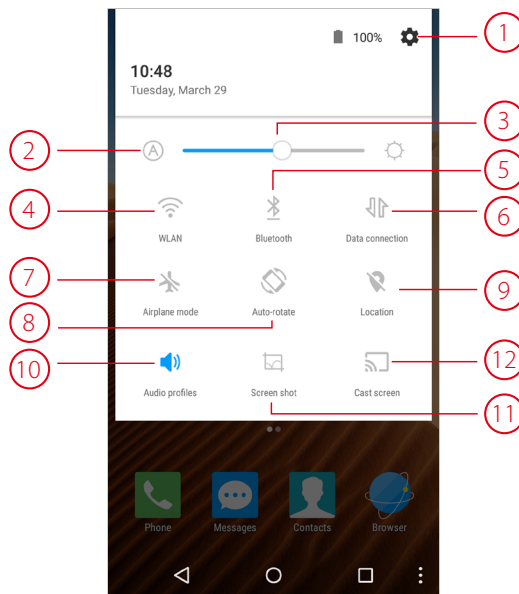 1
100%
10:48
Tuesday, March 29
3
2
A
5
4
6
WLAN Bluetooth Data connection
7
9
Airplane mode Auto-rotate Location
8
10
12
Audio profiles Screen shot Cast screen
11
Phone Messages Contacts Browser